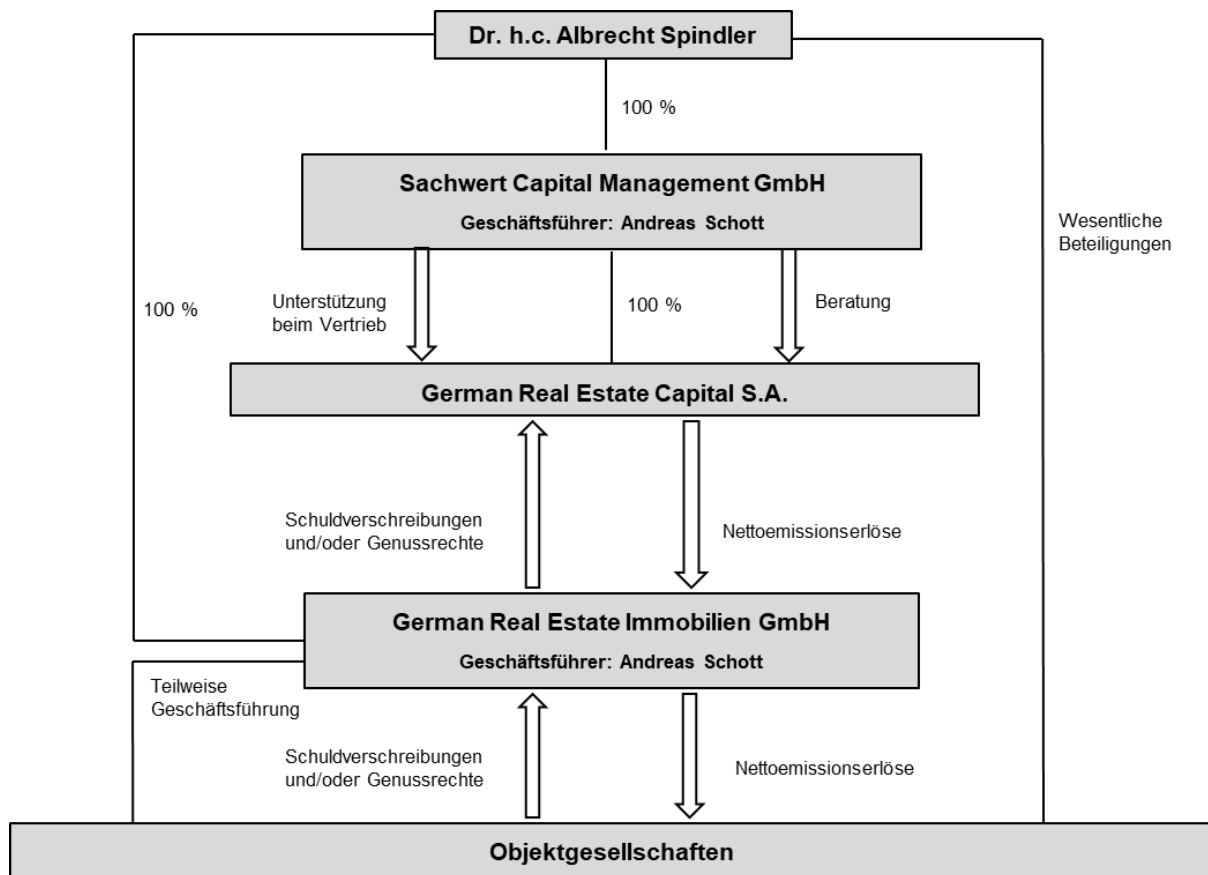 Dr. h.c. Albrecht Spindler
100 %
Sachwert Capital Management GmbH
Geschäftsführer: Andreas Schott
Wesentliche
Beteiligungen
100 %
Unterstützung
beim Vertrieb
100 %
Beratung
German Real Estate Capital S.A.
Schuldverschreibungen
und/oder Genussrechte
Nettoemissionserlöse
German Real Estate Immobilien GmbH
Geschäftsführer: Andreas Schott
Teilweise
Geschäftsführung
Schuldverschreibungen
und/oder Genussrechte
Nettoemissionserlöse
Objektgesellschaften